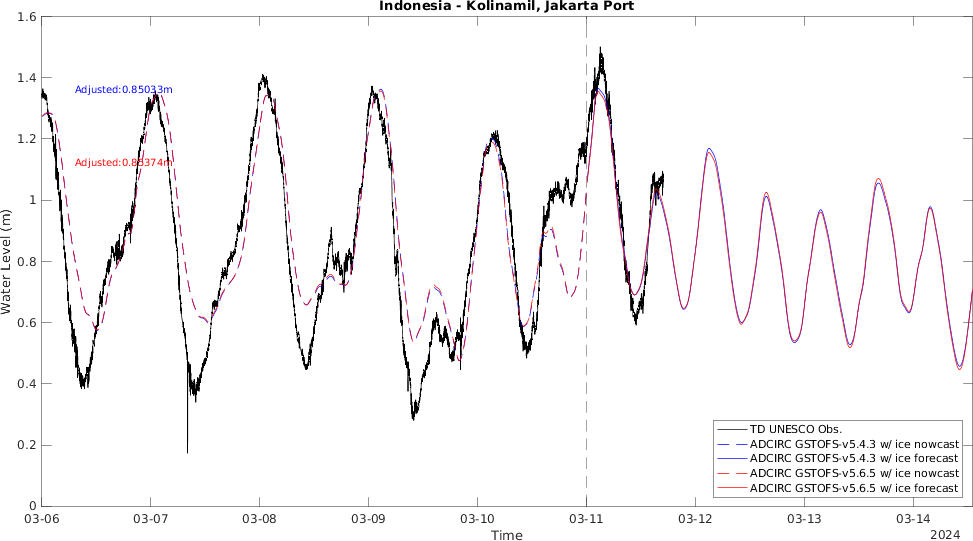 Indonesia - Kolinamil, Jakarta Port
1.6
1.4
1.2
1
0.8
0.6
0.4
0.2
0
Water Level (m)
Adjusted:0.85033m
Adjusted:0.83374m
TD UNESCO Obs.
ADCIRC GSTOFS-v5.4.3 w/ ice nowcast
ADCIRC GSTOFS-v5.4.3 w/ ice forecast
ADCIRC GSTOFS-v5.6.5 w/ ice nowcast
ADCIRC GSTOFS-v5.6.5 w/ ice forecast
03-06 03-07 03-08 03-09 03-10 03-11 03-12 03-13 03-14
Time
2024